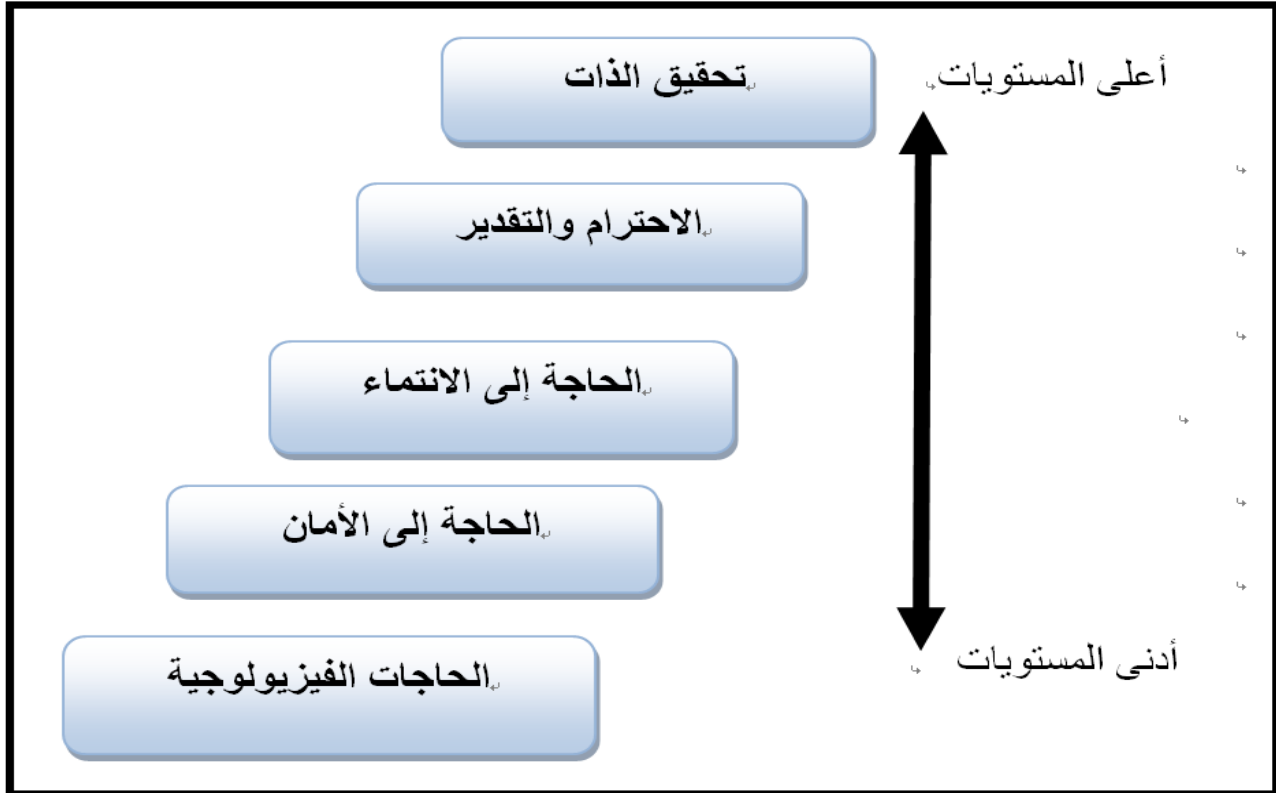 أعلى المستويات
تحقيق الذات
الاحترام والتقدير
الحاجة إلى الانتماء
الحاجة إلى الأمان
أدنى المستويات
الحاجات الفيزيولوجية